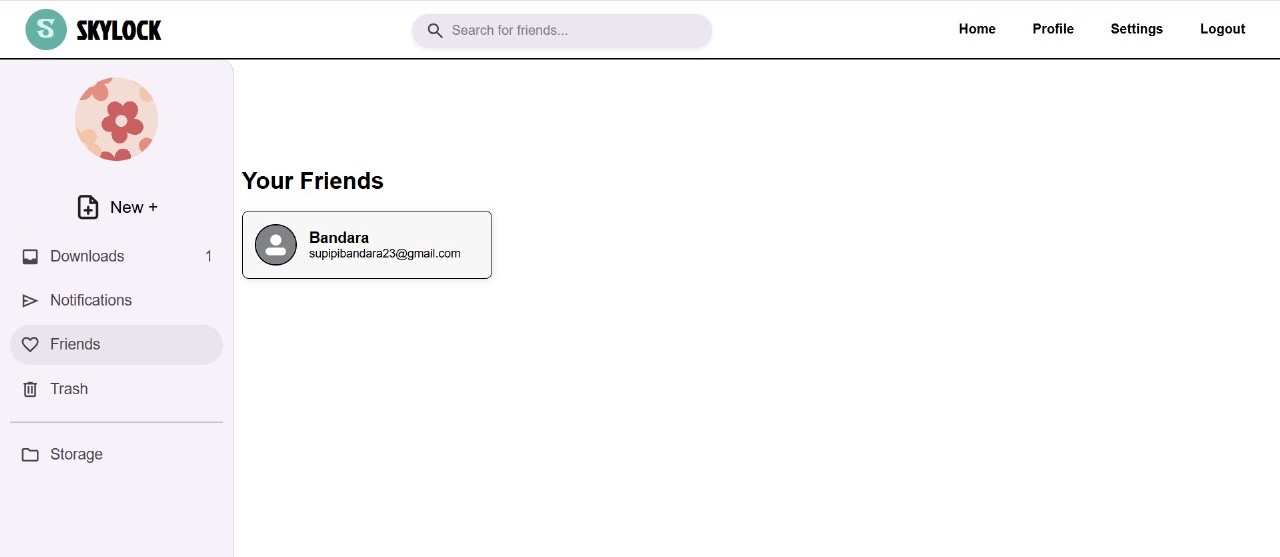 S SKYLOCK
Search for friends...
Home Profile Settings Logout
New +
Downloads 1
Notifications
Friends
Trash
Storage
Your Friends
Bandara
supipibandara23@gmail.com